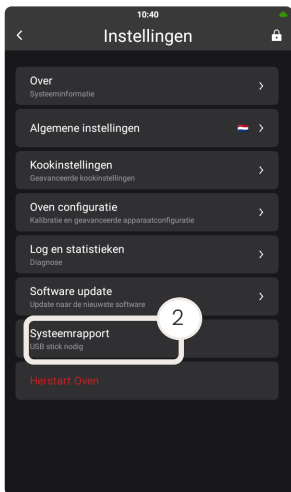 10:40
Instellingen
Over
Systeeminformatie
Algemene instellingen
Kookinstellingen
Geavanceerde kookinstellingen
Oven configuratie
Kalibratie en geavanceerde apparaatconfiguratie
Log en statistieken
Diagnose
Software update
Update naar de nieuwste software
2
Systeemrapport
USB stick nodig
Herstart Oven